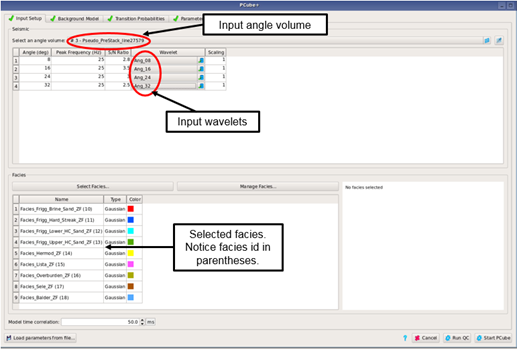 PCube+
Input Setup Background Model Transition Probabilities Parameter
Input angle volume
Seismic
Select an angle volume: # 3 - Pseudo_PreStack_line27579
Angle (deg) Peak Frequency (Hz) S/N Ratio Wavelet Scaling
1 8 25 2.8 Ang_08 1
2 16 25 3.5 Ang_16 1
3 24 25 3 Ang_24 1
4 32 25 2.5 Ang_32 1
Input wavelets
Facies
Select Facies... Manage Facies... No facies selected
Name Type Color
1 Facies_Frigg_Brine_Sand_ZF (10) Gaussian
2 Facies_Frigg_Hard_Streak_ZF (11) Gaussian
3 Facies_Frigg_Lower_HC_Sand_ZF (12) Gaussian
4 Facies_Frigg_Upper_HC_Sand_ZF (13) Gaussian
5 Facies_Hermod_ZF (14) Gaussian
6 Facies_Lista_ZF (15) Gaussian
7 Facies_Overburden_ZF (16) Gaussian
8 Facies_Sele_ZF (17) Gaussian
9 Facies_Balder_ZF (18) Gaussian
Selected facies.
Notice facies id in
parentheses.
Model time correlation: 50.0 ms
Load parameters from file... ? Cancel Run QC Start PCube